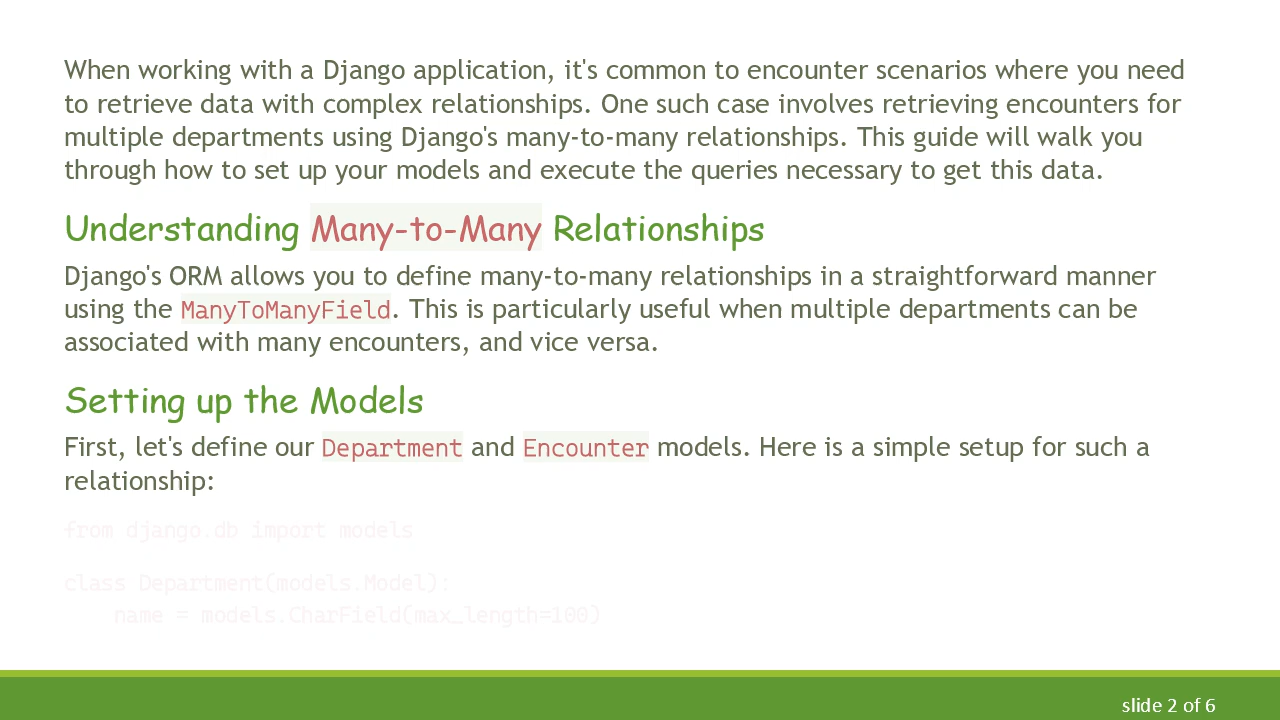 When working with a Django application, it's common to encounter scenarios where you need
to retrieve data with complex relationships. One such case involves retrieving encounters for
multiple departments using Django's many-to-many relationships. This guide will walk you
through how to set up your models and execute the queries necessary to get this data.
Understanding Many-to-Many Relationships
Django's ORM allows you to define many-to-many relationships in a straightforward manner
using the ManyToManyField. This is particularly useful when multiple departments can be
associated with many encounters, and vice versa.
Setting up the Models
First, let's define our Department and Encounter models. Here is a simple setup for such a
relationship:
from django.db import models
class Department(models.Model):
    name = models.CharField(max_length=100)
slide 2 of 6